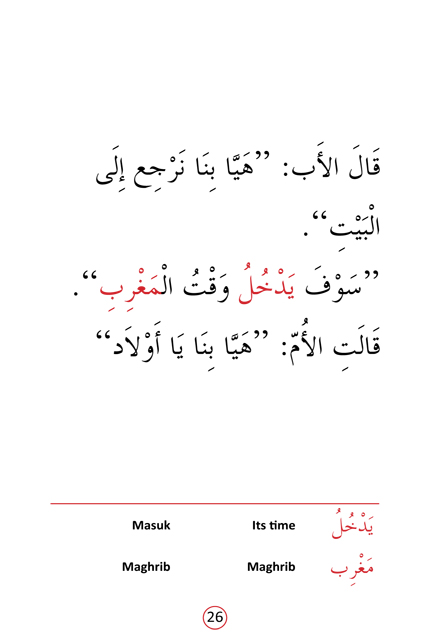 قَالَ الأَب: ”هَيَّا بِنَا نَرْجِع إِلَى
الْبَيْتِ“.
”سَوْفَ يَدْخُلُ وَقْتُ الْمَغْرِبِ“.
قَالَتِ الأُمّ: ”هَيَّا بِنَا يَا أَوْلاَد“
يَدْخُلُ Its time Masuk
مَغْرِب Maghrib Maghrib
26